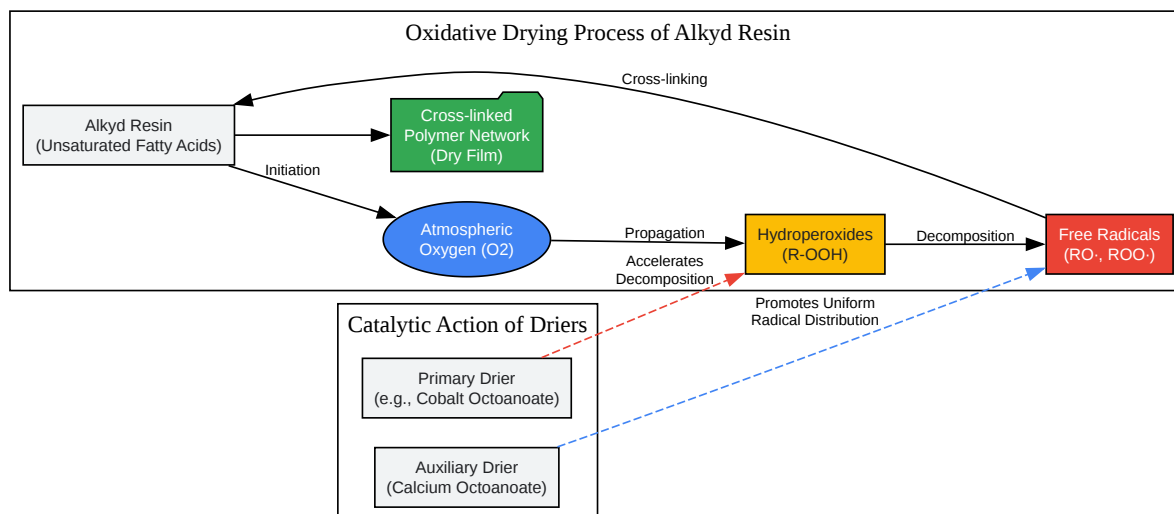 Oxidative Drying Process of Alkyd Resin
Cross-linking
Alkyd Resin
(Unsaturated Fatty Acids)
Cross-linked
Polymer Network
(Dry Film)
Initiation
Atmospheric
Oxygen (O2)
Propagation
Hydroperoxides
(R-OOH)
Decomposition
Free Radicals
(RO·, ROO·)
Accelerates
Decomposition
Promotes Uniform
Radical Distribution
Catalytic Action of Driers
Primary Drier
(e.g., Cobalt Octoanoate)
Auxiliary Drier
(Calcium Octoanoate)